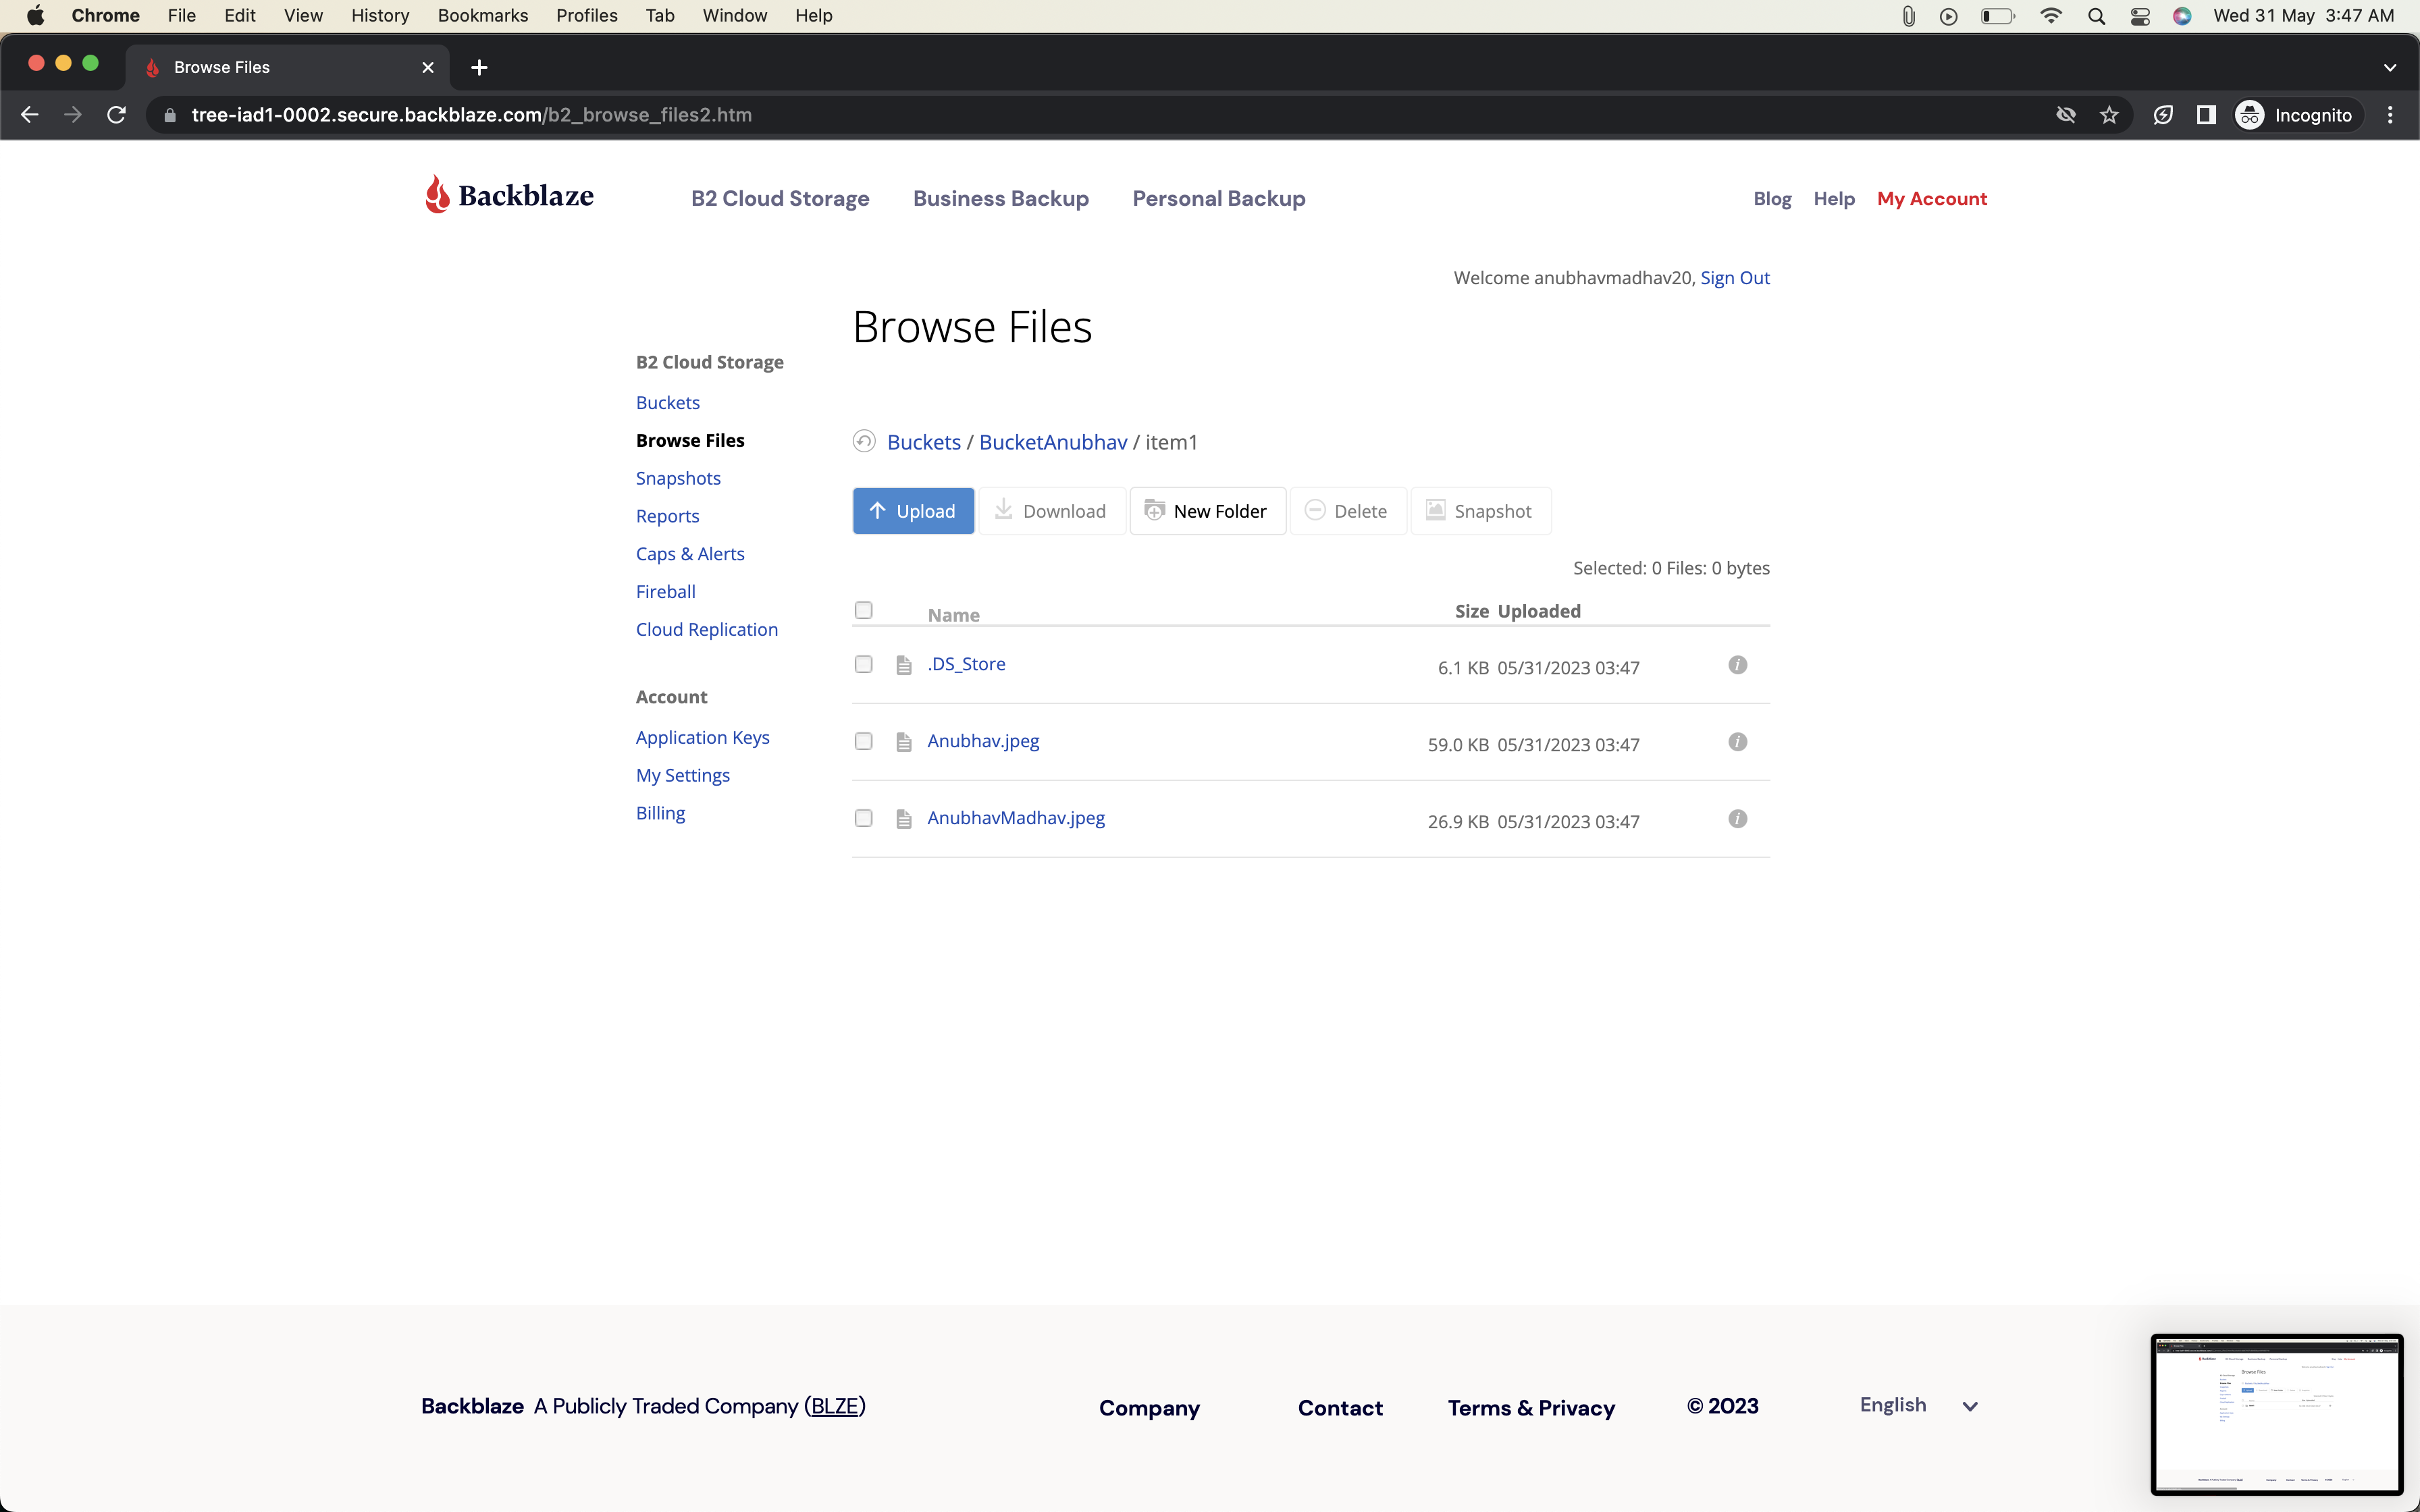 Chrome File Edit View History Bookmarks Profiles Tab Window Help Wed 31 May 3:47 AM
Browse Files
tree-iad1-0002.secure.backblaze.com/b2_browse_files2.htm Incognito
Backblaze B2 Cloud Storage Business Backup Personal Backup Blog Help My Account
Welcome anubhavmadhav20, Sign Out
Browse Files
B2 Cloud Storage
Buckets
Browse Files
Snapshots
Reports
Caps & Alerts
Fireball
Cloud Replication
Account
Application Keys
My Settings
Billing
Buckets / BucketAnubhav / item1
Upload Download New Folder Delete Snapshot
Selected: 0 Files: 0 bytes
Name Size Uploaded
.DS_Store 6.1 KB 05/31/2023 03:47
Anubhav.jpeg 59.0 KB 05/31/2023 03:47
AnubhavMadhav.jpeg 26.9 KB 05/31/2023 03:47
Backblaze A Publicly Traded Company (BLZE) Company Contact Terms & Privacy © 2023 English